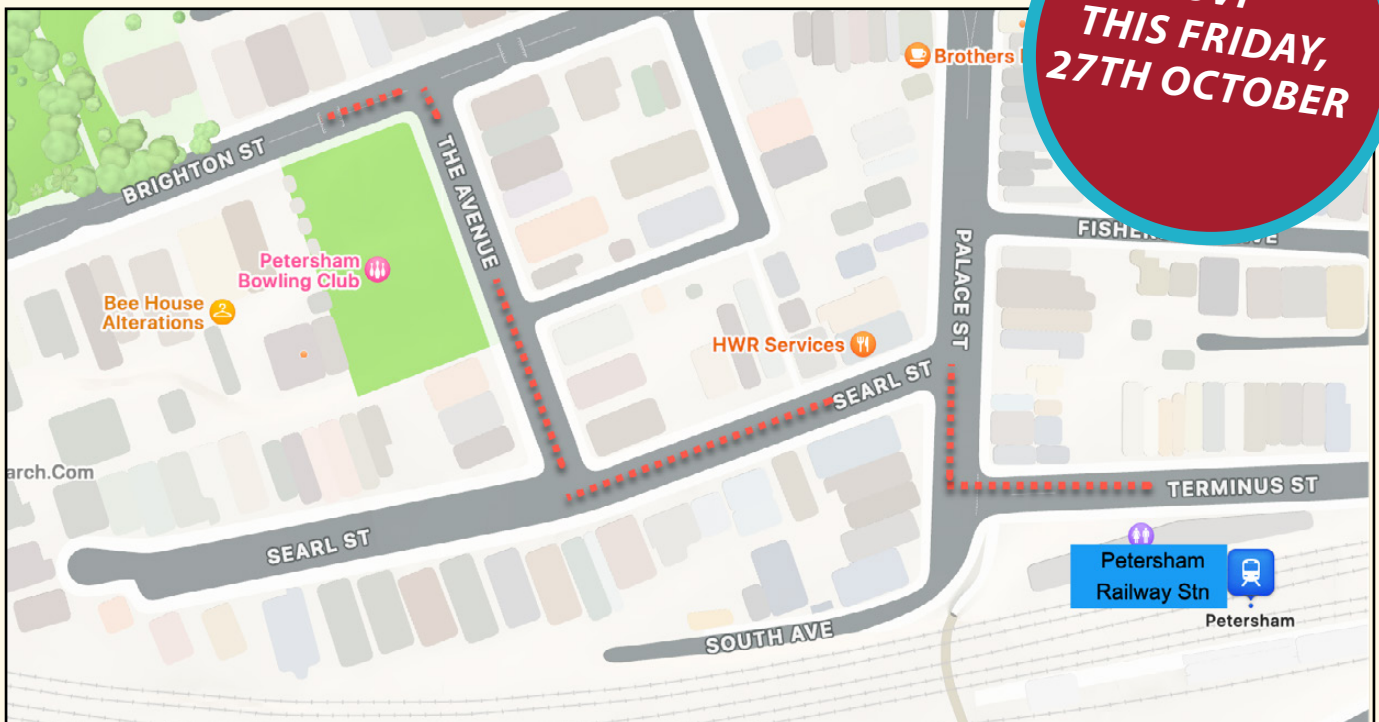 THIS FRIDAY,
27TH OCTOBER
Brothers
BRIGHTON ST
THE AVENUE
Petersham
Bowling Club
Bee House
Alterations
PALACE ST
HWR Services
SEARL ST
arch.Com
TERMINUS ST
SEARL ST
Petersham
Railway Stn
Petersham
SOUTH AVE